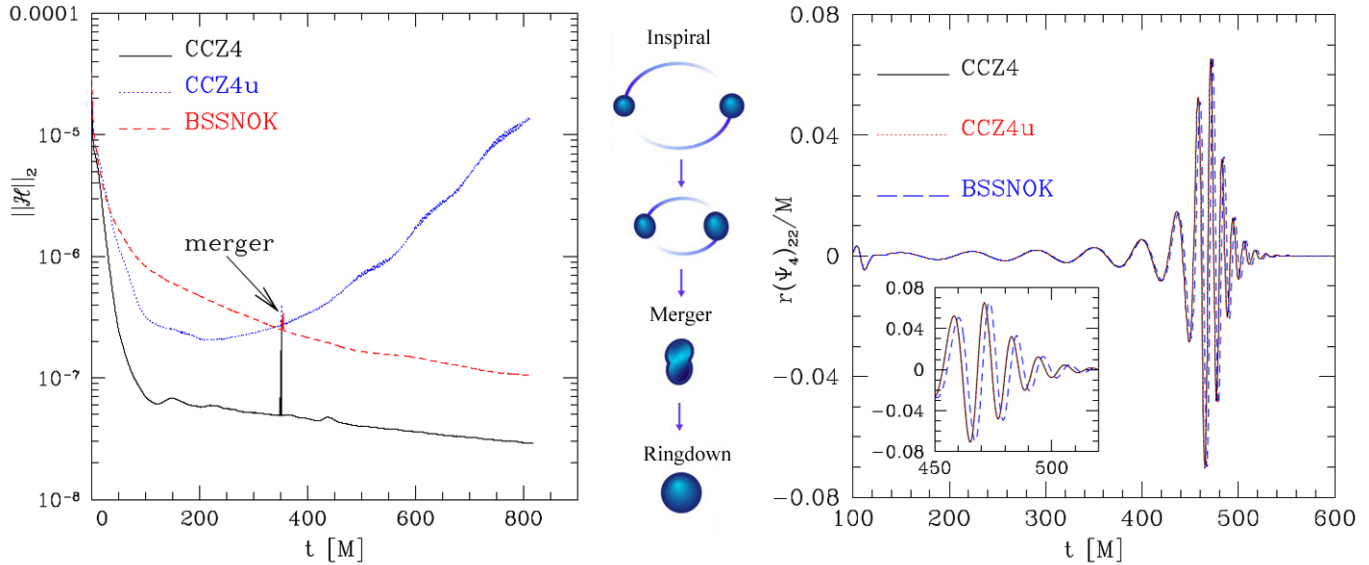 0.0001
10⁻⁵
10⁻⁶
10⁻⁷
10⁻⁸
||ℋ||₂
CCZ4
CCZ4u
BSSNOK
merger
0 200 400 600 800
t [M]
Inspiral
Merger
Ringdown
0.08
0.04
0
-0.04
-0.08
r(Ψ₄)₂₂/M
CCZ4
CCZ4u
BSSNOK
0.08
0.04
0
-0.04
-0.08
450 500
100 200 300 400 500 600
t [M]